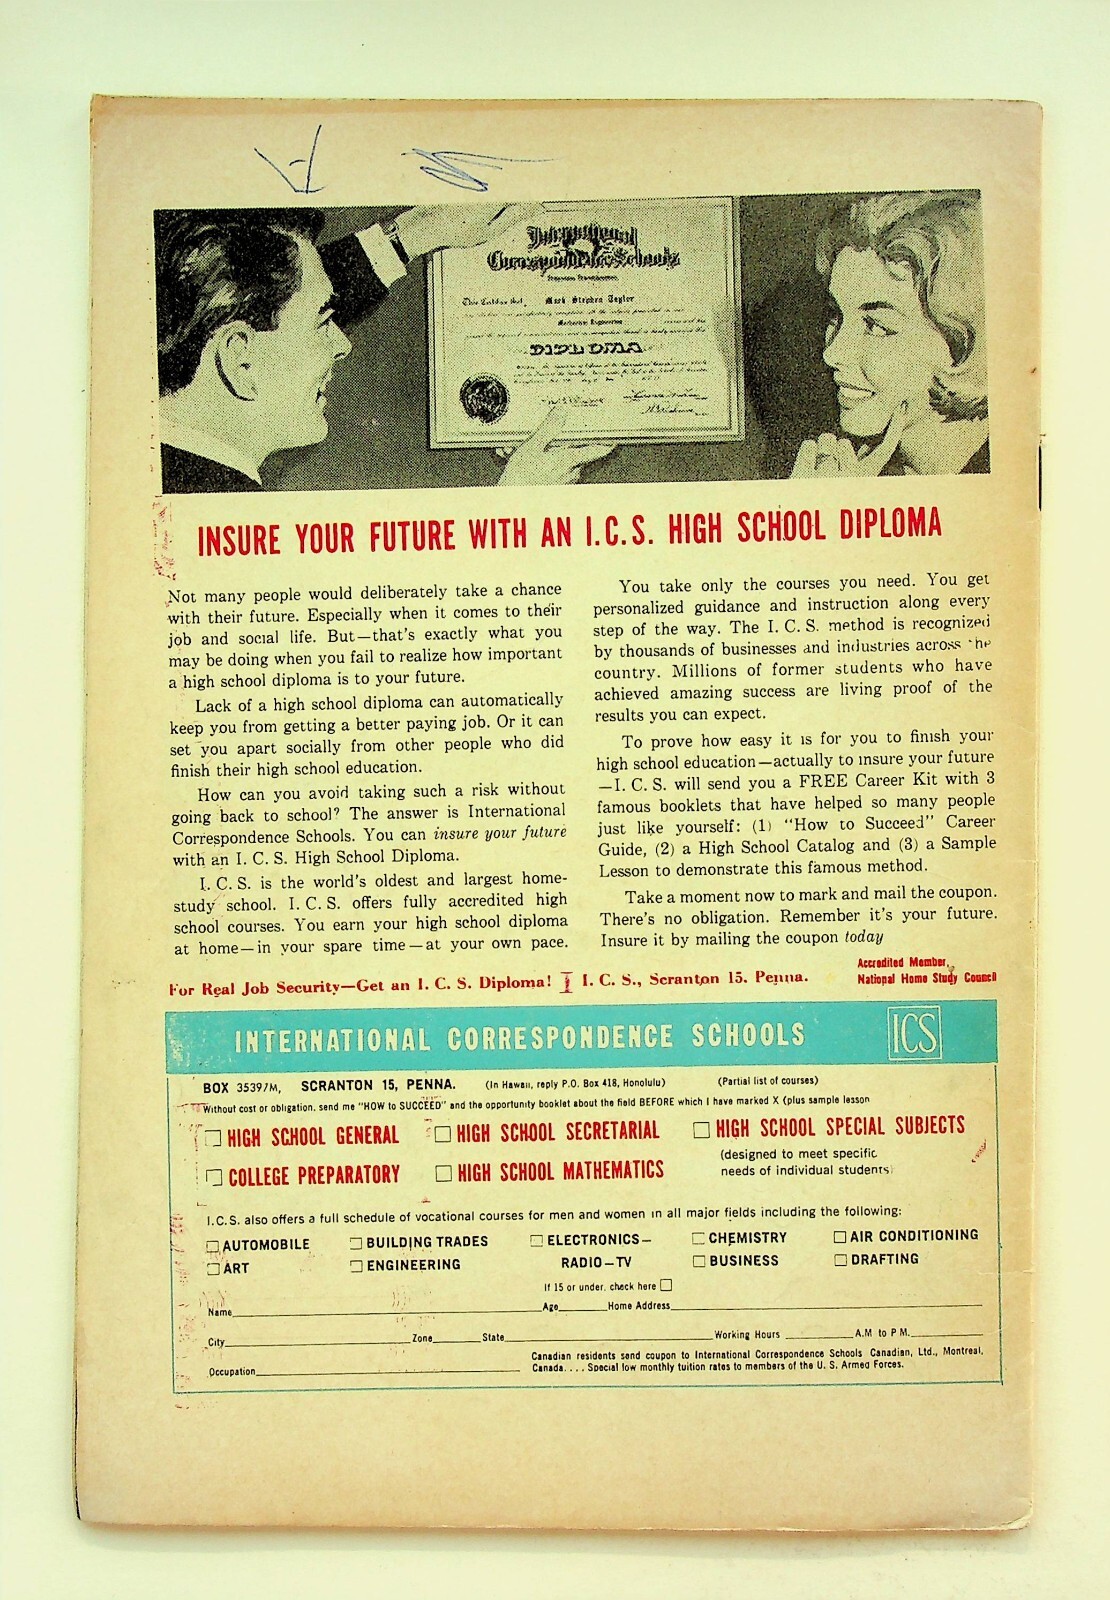 International
Correspondence Schools
This Certifies that Mark Stephen Taylor
Mechanical Engineering
DIPLOMA
INSURE YOUR FUTURE WITH AN I.C.S. HIGH SCHOOL DIPLOMA
Not many people would deliberately take a chance
with their future. Especially when it comes to their
job and social life. But—that's exactly what you
may be doing when you fail to realize how important
a high school diploma is to your future.
Lack of a high school diploma can automatically
keep you from getting a better paying job. Or it can
set you apart socially from other people who did
finish their high school education.
How can you avoid taking such a risk without
going back to school? The answer is International
Correspondence Schools. You can insure your future
with an I. C. S. High School Diploma.
I. C. S. is the world's oldest and largest home-
study school. I. C. S. offers fully accredited high
school courses. You earn your high school diploma
at home—in your spare time—at your own pace.
You take only the courses you need. You get
personalized guidance and instruction along every
step of the way. The I. C. S. method is recognized
by thousands of businesses and industries across the
country. Millions of former students who have
achieved amazing success are living proof of the
results you can expect.
To prove how easy it is for you to finish your
high school education—actually to insure your future
—I. C. S. will send you a FREE Career Kit with 3
famous booklets that have helped so many people
just like yourself: (1) "How to Succeed" Career
Guide, (2) a High School Catalog and (3) a Sample
Lesson to demonstrate this famous method.
Take a moment now to mark and mail the coupon.
There's no obligation. Remember it's your future.
Insure it by mailing the coupon today
Accredited Member,
National Home Study Council
For Real Job Security—Get an I. C. S. Diploma! I. C. S., Scranton 15, Penna.
INTERNATIONAL CORRESPONDENCE SCHOOLS ICS
BOX 35397M, SCRANTON 15, PENNA. (In Hawaii, reply P.O. Box 418, Honolulu) (Partial list of courses)
Without cost or obligation, send me "HOW to SUCCEED" and the opportunity booklet about the field BEFORE which I have marked X (plus sample lesson
HIGH SCHOOL GENERAL HIGH SCHOOL SECRETARIAL HIGH SCHOOL SPECIAL SUBJECTS
(designed to meet specific
needs of individual students)
COLLEGE PREPARATORY HIGH SCHOOL MATHEMATICS
I.C.S. also offers a full schedule of vocational courses for men and women in all major fields including the following:
AUTOMOBILE BUILDING TRADES ELECTRONICS— CHEMISTRY AIR CONDITIONING
ART ENGINEERING RADIO—TV BUSINESS DRAFTING
If 15 or under, check here
Name Age Home Address
City Zone State Working Hours A.M to P M.
Occupation
Canadian residents send coupon to International Correspondence Schools Canadian, Ltd., Montreal,
Canada. . . . Special low monthly tuition rates to members of the U. S. Armed Forces.